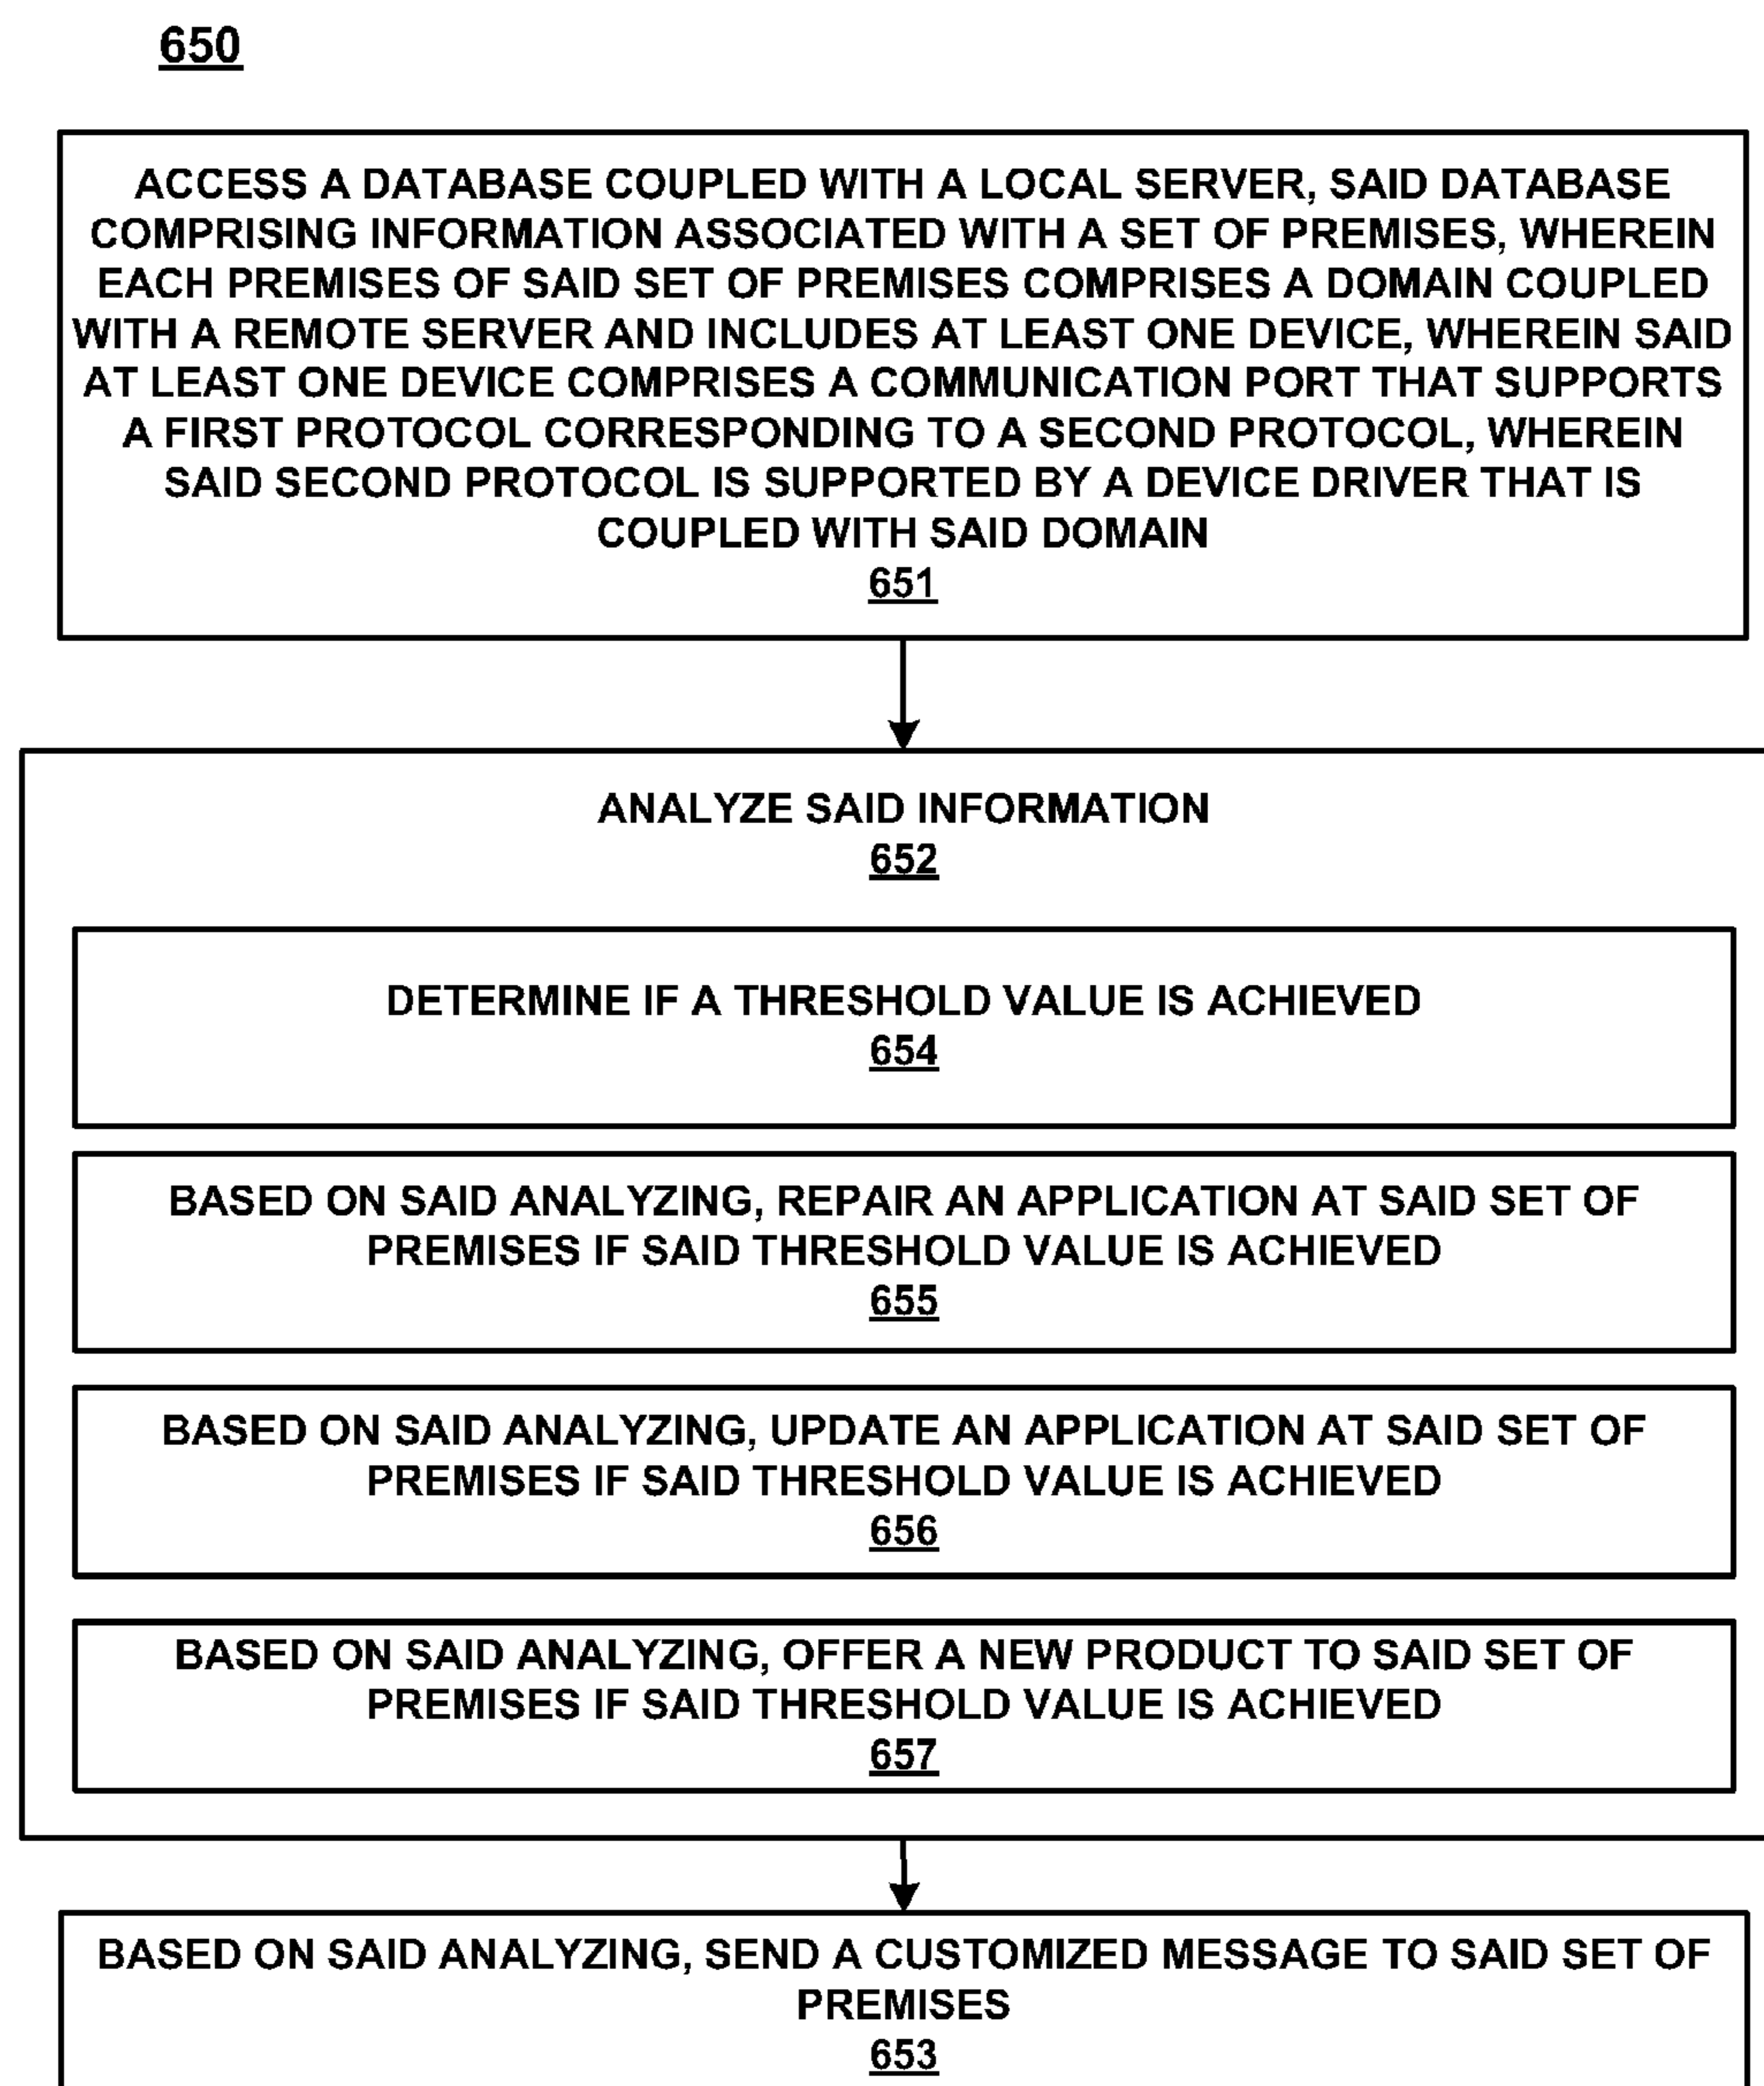 650
ACCESS A DATABASE COUPLED WITH A LOCAL SERVER, SAID DATABASE
COMPRISING INFORMATION ASSOCIATED WITH A SET OF PREMISES, WHEREIN
EACH PREMISES OF SAID SET OF PREMISES COMPRISES A DOMAIN COUPLED
WITH A REMOTE SERVER AND INCLUDES AT LEAST ONE DEVICE, WHEREIN SAID
AT LEAST ONE DEVICE COMPRISES A COMMUNICATION PORT THAT SUPPORTS
A FIRST PROTOCOL CORRESPONDING TO A SECOND PROTOCOL, WHEREIN
SAID SECOND PROTOCOL IS SUPPORTED BY A DEVICE DRIVER THAT IS
COUPLED WITH SAID DOMAIN
651
ANALYZE SAID INFORMATION
652
DETERMINE IF A THRESHOLD VALUE IS ACHIEVED
654
BASED ON SAID ANALYZING, REPAIR AN APPLICATION AT SAID SET OF
PREMISES IF SAID THRESHOLD VALUE IS ACHIEVED
655
BASED ON SAID ANALYZING, UPDATE AN APPLICATION AT SAID SET OF
PREMISES IF SAID THRESHOLD VALUE IS ACHIEVED
656
BASED ON SAID ANALYZING, OFFER A NEW PRODUCT TO SAID SET OF
PREMISES IF SAID THRESHOLD VALUE IS ACHIEVED
657
BASED ON SAID ANALYZING, SEND A CUSTOMIZED MESSAGE TO SAID SET OF
PREMISES
653